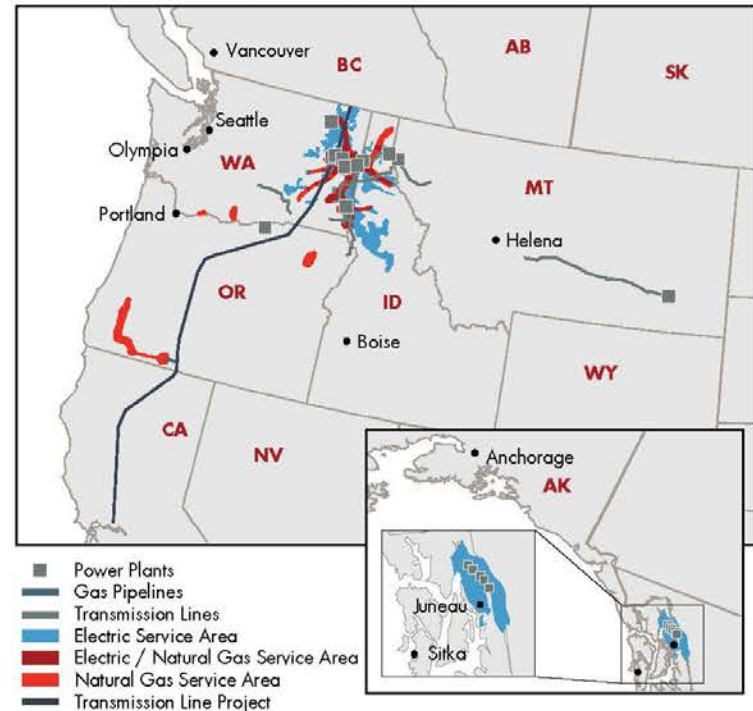 Vancouver
BC
AB
SK
Seattle
Olympia
WA
MT
Portland
Helena
OR
ID
Boise
WY
CA
NV
Anchorage
AK
Juneau
Sitka
Power Plants
Gas Pipelines
Transmission Lines
Electric Service Area
Electric / Natural Gas Service Area
Natural Gas Service Area
Transmission Line Project